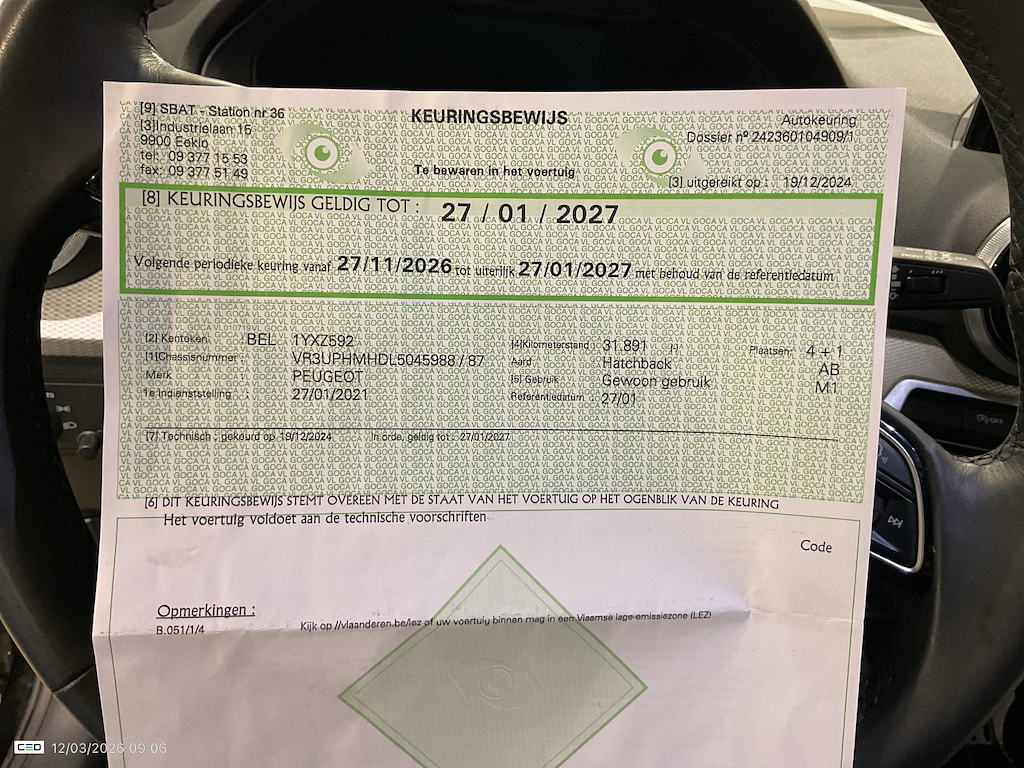 [9] SBAT - Station nr 36
[3]Industrielaan 15
9900 Eeklo
tel: 09 377 15 53
fax: 09 377 51 49
KEURINGSBEWIJS
Te bewaren in het voertuig
Autokeuring
Dossier nº 242360104909/1
[3] uitgereikt op : 19/12/2024
[8] KEURINGSBEWIJS GELDIG TOT : 27 / 01 / 2027
Volgende periodieke keuring vanaf 27/11/2026 tot uiterlijk 27/01/2027 met behoud van de referentiedatum
[2] Kenteken : BEL 1YXZ592
[1]Chassisnummer : VR3UPHMHDL5045988 / 87
Merk : PEUGEOT
1e Indienststelling : 27/01/2021
[4]Kilometerstand : 31.891
Aard : Hatchback
[5] Gebruik : Gewoon gebruik
Referentiedatum : 27/01
Plaatsen: 4 + 1
AB
M1
[7] Technisch : gekeurd op 19/12/2024 In orde, geldig tot : 27/01/2027
[6] DIT KEURINGSBEWIJS STEMT OVEREEN MET DE STAAT VAN HET VOERTUIG OP HET OGENBLIK VAN DE KEURING
Het voertuig voldoet aan de technische voorschriften
Code
Opmerkingen :
B.051/1/4 Kijk op //vlaanderen.be/lez of uw voertuig binnen mag in een Vlaamse lage-emissiezone (LEZ)
12/03/2026 09:06